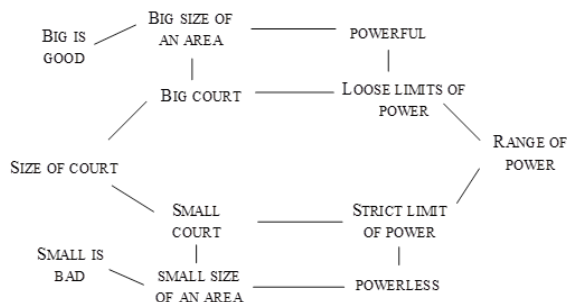 BIG IS
GOOD
BIG SIZE OF
AN AREA
POWERFUL
BIG COURT
LOOSE LIMITS OF
POWER
RANGE OF
POWER
SIZE OF COURT
SMALL
COURT
STRICT LIMIT
OF POWER
SMALL IS
BAD
SMALL SIZE
OF AN AREA
POWERLESS